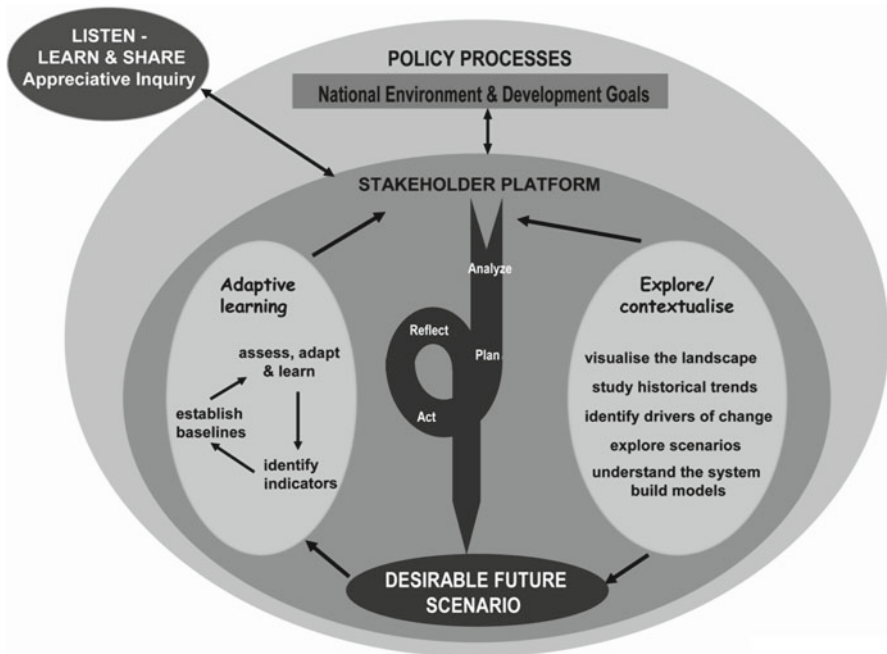 LISTEN -
LEARN & SHARE
Appreciative Inquiry
POLICY PROCESSES
National Environment & Development Goals
STAKEHOLDER PLATFORM
Adaptive
learning
assess, adapt
& learn
establish
baselines
identify
indicators
Analyze
Reflect
Plan
Act
Explore/
contextualise
visualise the landscape
study historical trends
identify drivers of change
explore scenarios
understand the system
build models
DESIRABLE FUTURE
SCENARIO